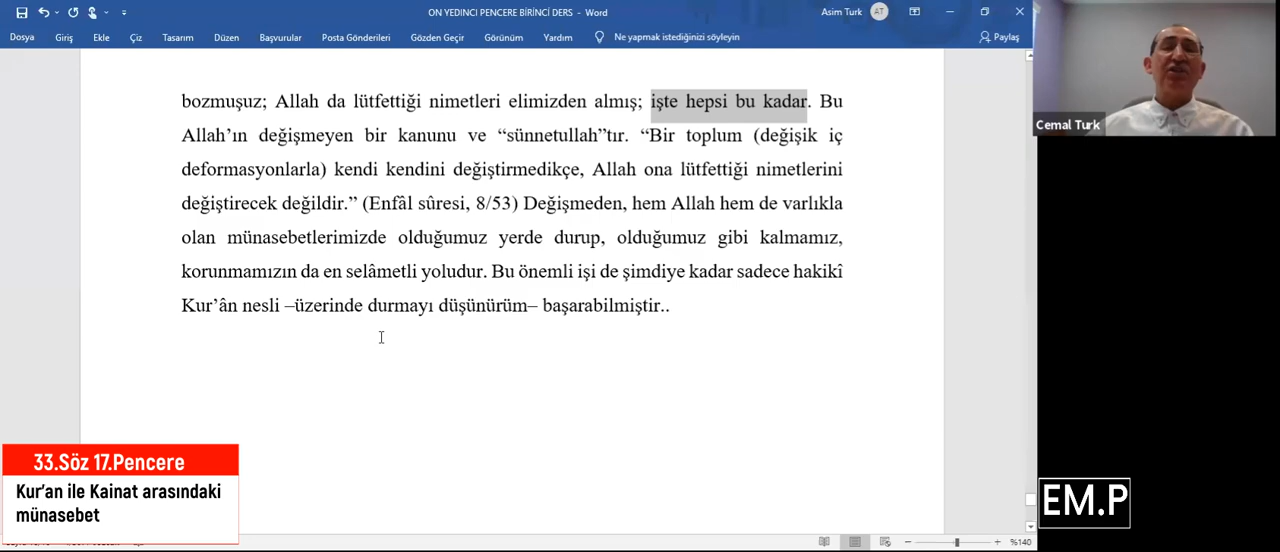 ON YEDINCI PENCERE BİRİNCİ DERS - Word
Asim Turk AT
Dosya Giriş Ekle Çiz Tasarım Düzen Başvurular Posta Gönderileri Gözden Geçir Görünüm Yardım Ne yapmak istediğinizi söyleyin Paylaş
bozmuşuz; Allah da lütfettiği nimetleri elimizden almış; işte hepsi bu kadar. Bu
Allah’ın değişmeyen bir kanunu ve “sünnetullah”tır. “Bir toplum (değişik iç
deformasyonlarla) kendi kendini değiştirmedikçe, Allah ona lütfettiği nimetlerini
değiştirecek değildir.” (Enfâl sûresi, 8/53) Değişmeden, hem Allah hem de varlıkla
olan münasebetlerimizde olduğumuz yerde durup, olduğumuz gibi kalmamız,
korunmamızın da en selâmetli yoludur. Bu önemli işi de şimdiye kadar sadece hakikî
Kur’ân nesli –üzerinde durmayı düşünürüm– başarabilmiştir..
Cemal Turk
33.Söz 17.Pencere
Kur’an ile Kainat arasındaki
münasebet
EM.P
%140